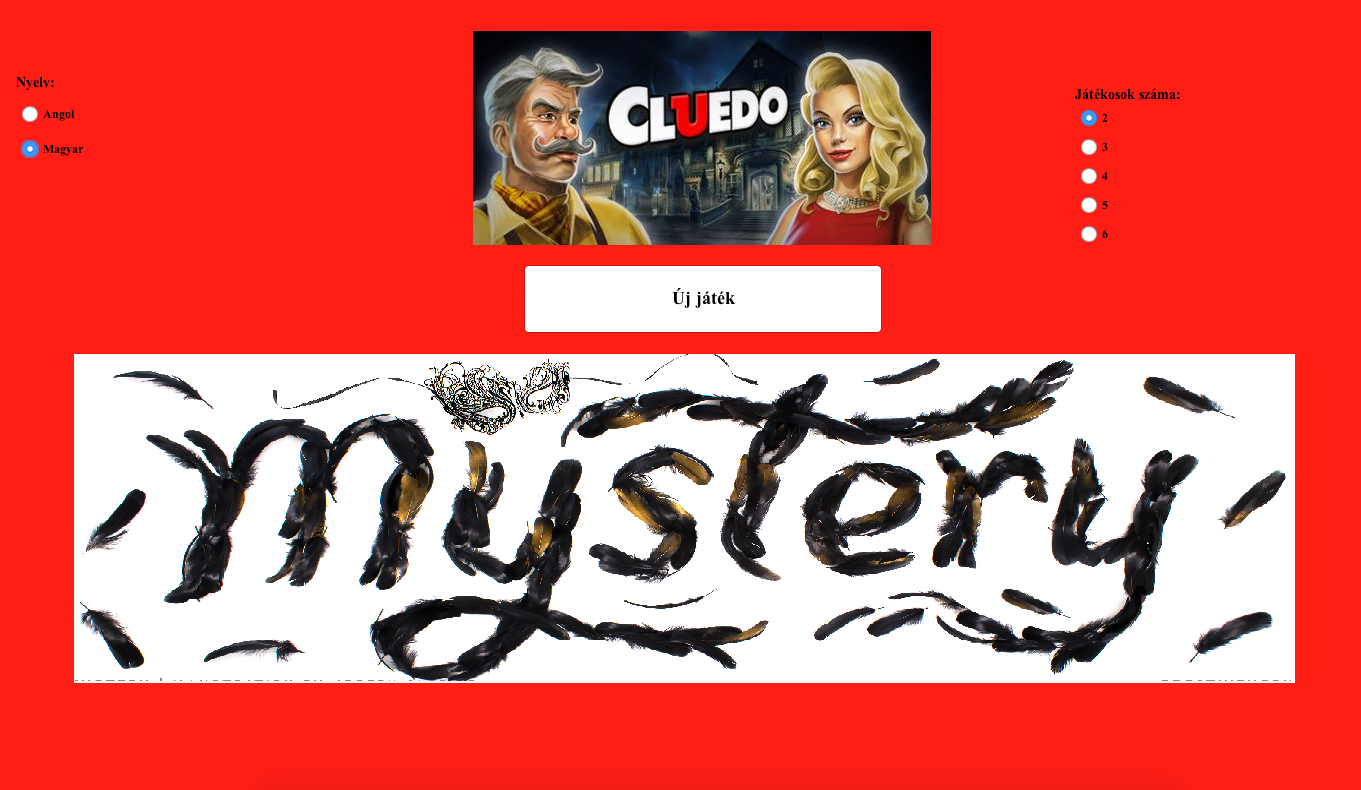 Nyelv:
Angol
Magyar
CLUEDO
Játékosok száma:
2
3
4
5
6
Új játék
mystery